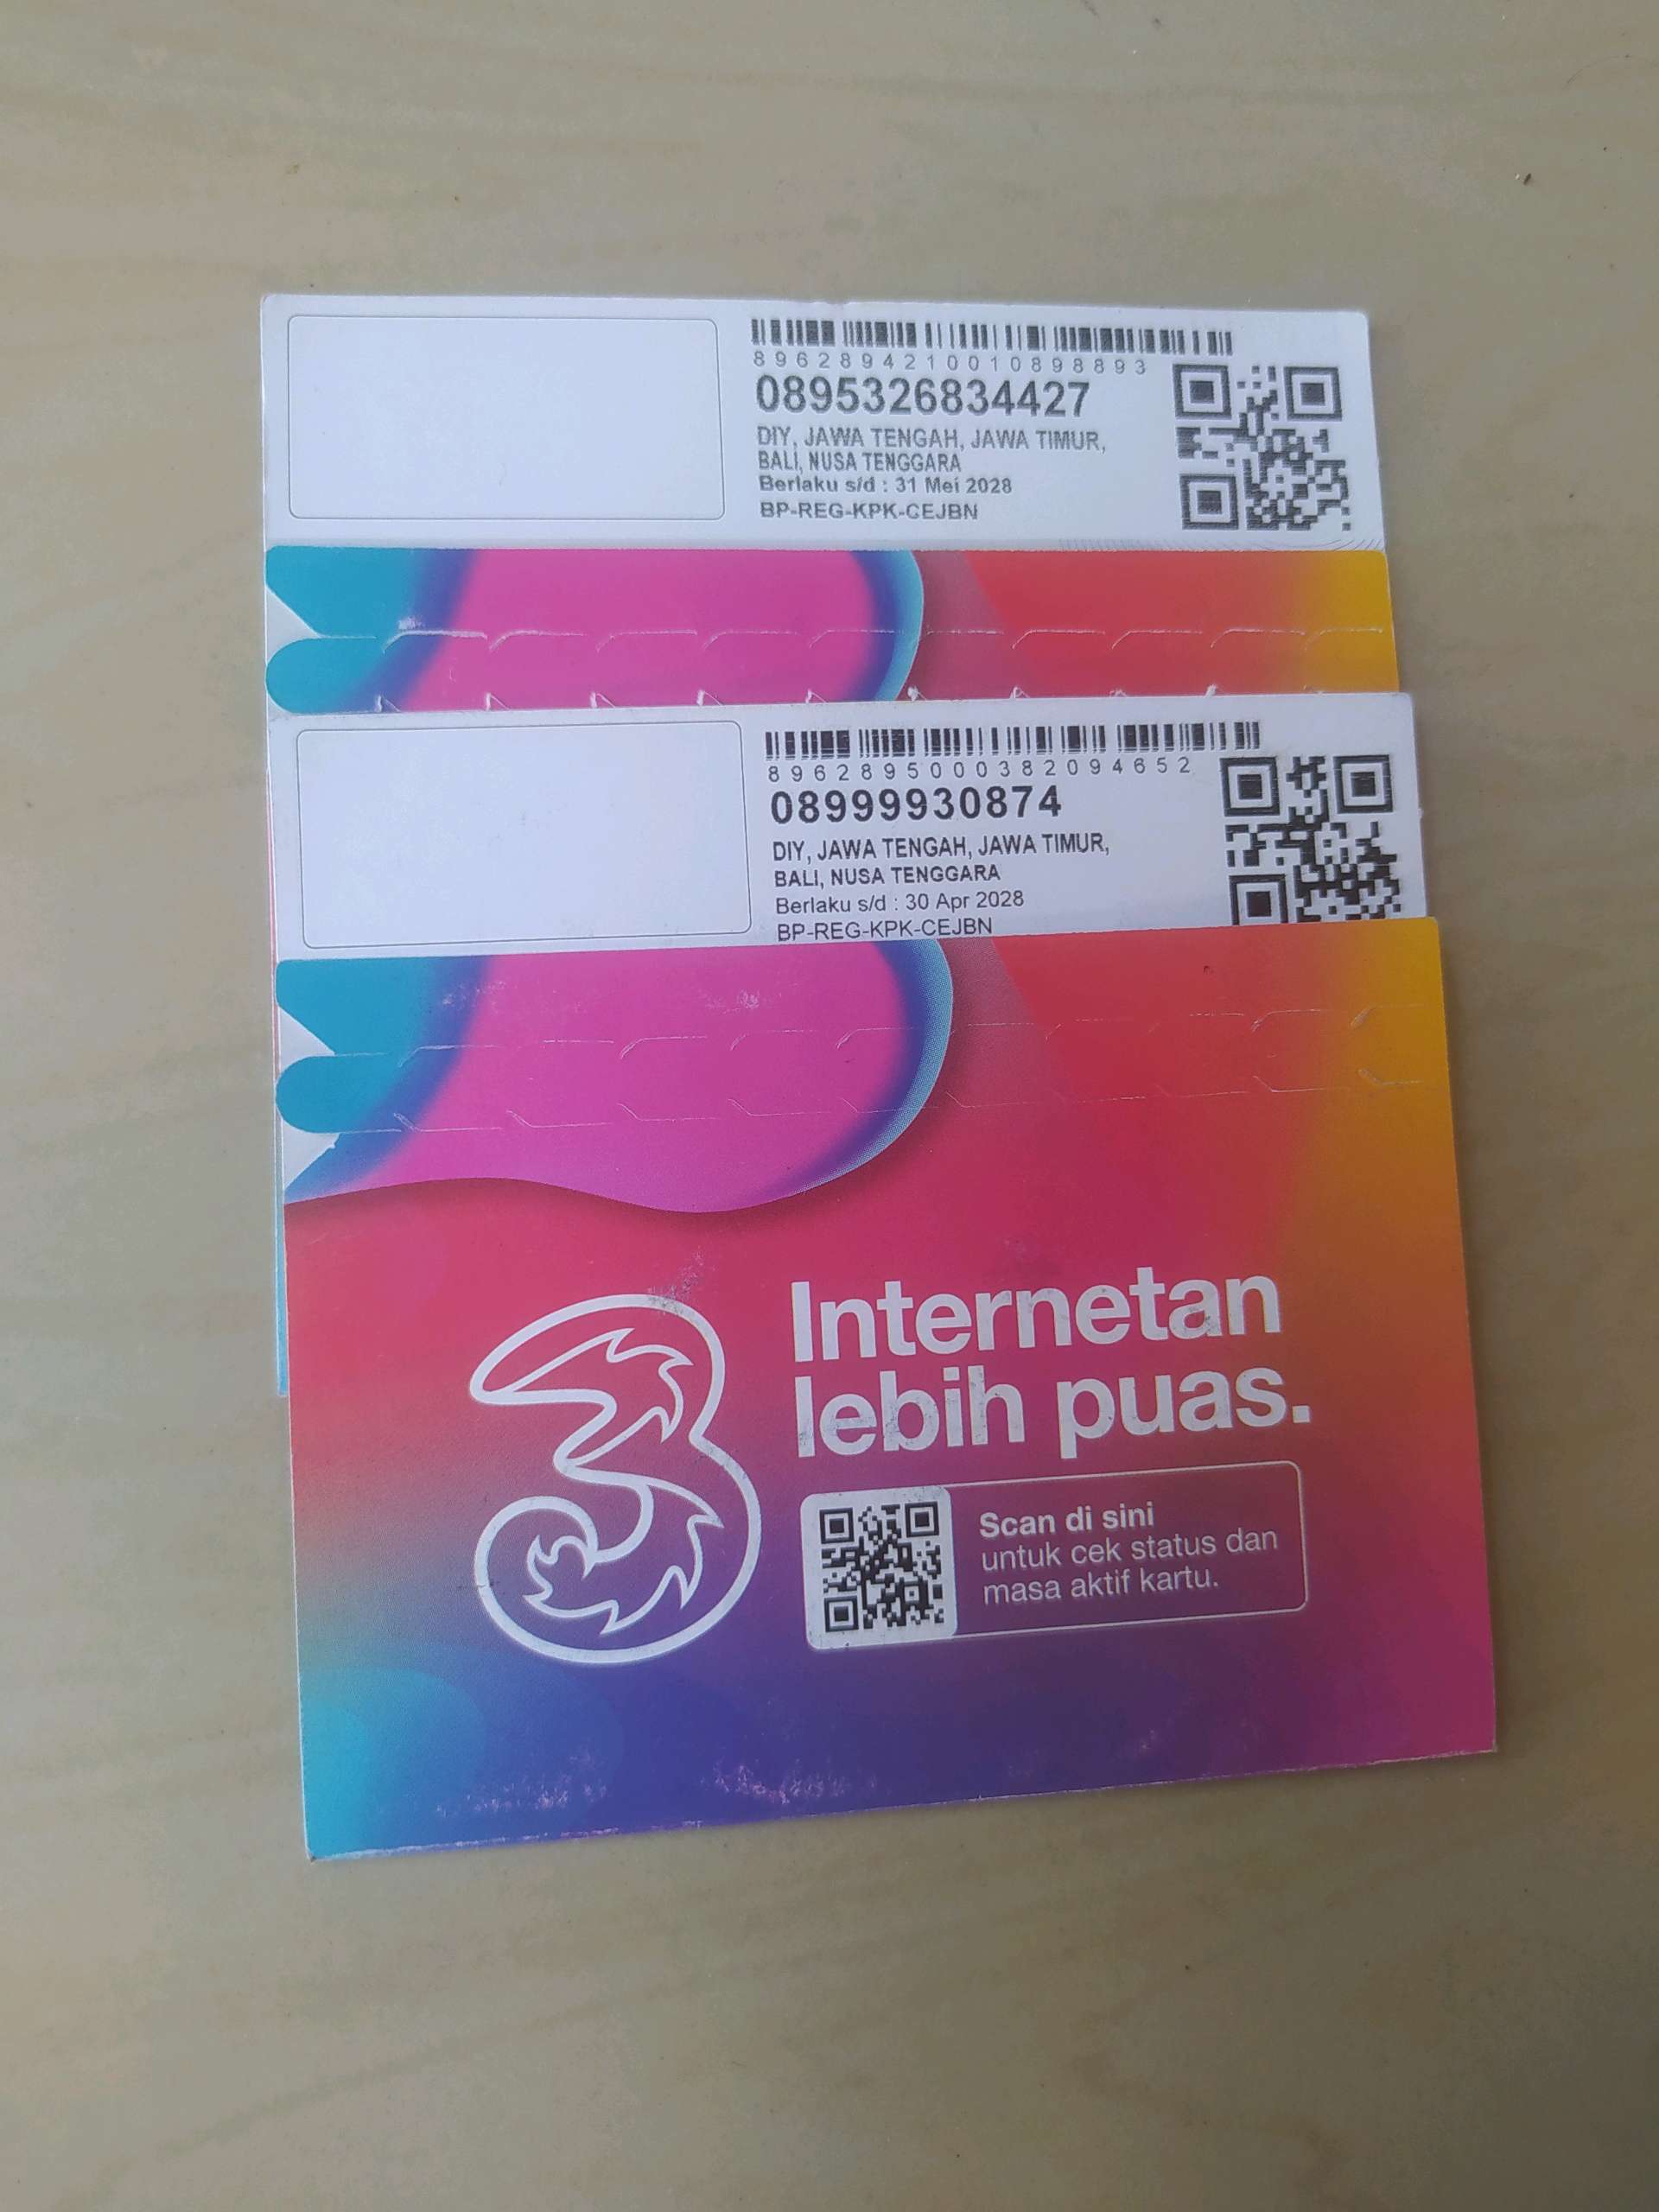 8962894210010898893
0895326834427
DIY, JAWA TENGAH, JAWA TIMUR,
BALI, NUSA TENGGARA
Berlaku s/d : 31 Mei 2028
BP-REG-KPK-CEJBN
8962895000382094652
08999930874
DIY, JAWA TENGAH, JAWA TIMUR,
BALI, NUSA TENGGARA
Berlaku s/d : 30 Apr 2028
BP-REG-KPK-CEJBN
3
Internetan
lebih puas.
Scan di sini
untuk cek status dan
masa aktif kartu.